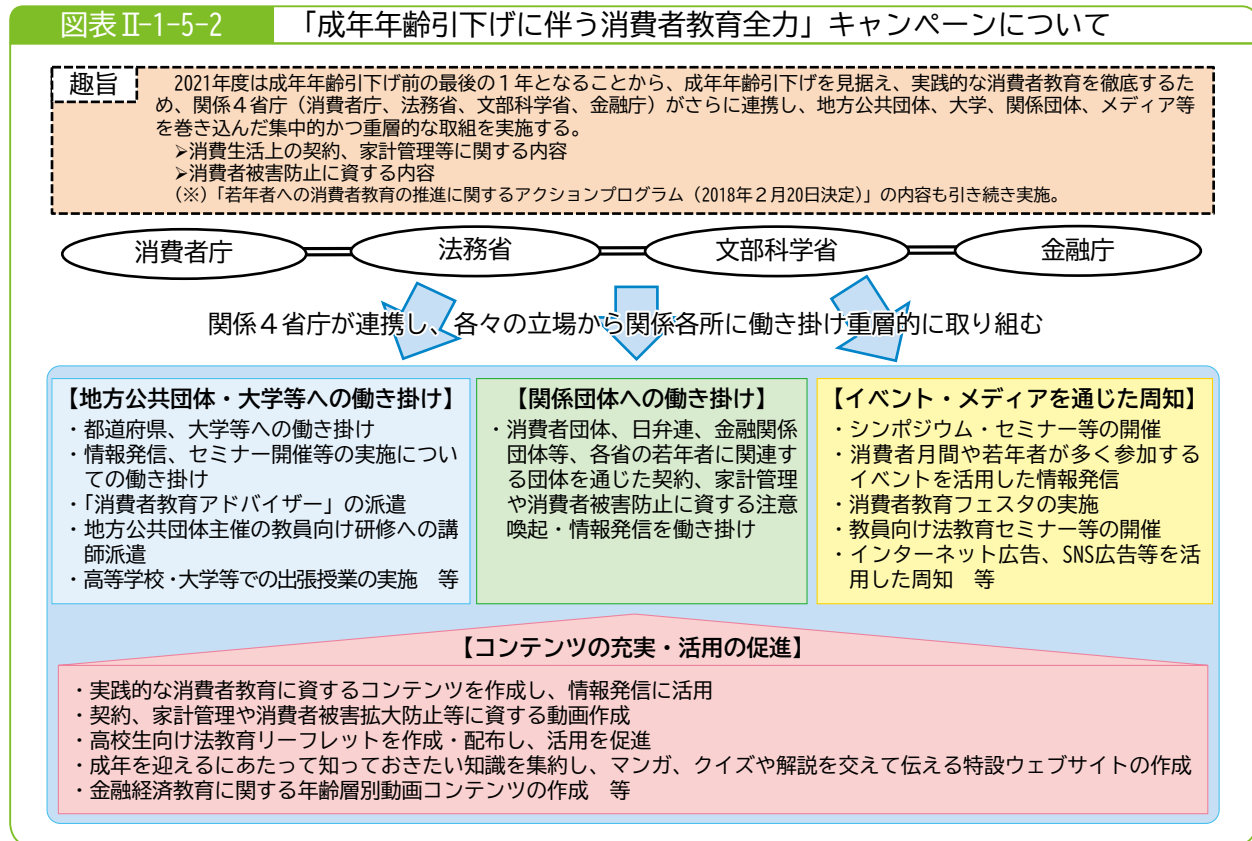 図表Ⅱ-1-5-2 「成年年齢引下げに伴う消費者教育全力」キャンペーンについて
趣旨
2021年度は成年年齢引下げ前の最後の１年となることから、成年年齢引下げを見据え、実践的な消費者教育を徹底するた
め、関係４省庁（消費者庁、法務省、文部科学省、金融庁）がさらに連携し、地方公共団体、大学、関係団体、メディア等
を巻き込んだ集中的かつ重層的な取組を実施する。
➢消費生活上の契約、家計管理等に関する内容
➢消費者被害防止に資する内容
（※）「若年者への消費者教育の推進に関するアクションプログラム（2018年２月20日決定）」の内容も引き続き実施。
消費者庁 法務省 文部科学省 金融庁
関係４省庁が連携し、各々の立場から関係各所に働き掛け重層的に取り組む
【地方公共団体・大学等への働き掛け】
・都道府県、大学等への働き掛け
・情報発信、セミナー開催等の実施につい
ての働き掛け
・「消費者教育アドバイザー」の派遣
・地方公共団体主催の教員向け研修への講
師派遣
・高等学校・大学等での出張授業の実施　等
【関係団体への働き掛け】
・消費者団体、日弁連、金融関係
団体等、各省の若年者に関連す
る団体を通じた契約、家計管理
や消費者被害防止に資する注意
喚起・情報発信を働き掛け
【イベント・メディアを通じた周知】
・シンポジウム・セミナー等の開催
・消費者月間や若年者が多く参加する
イベントを活用した情報発信
・消費者教育フェスタの実施
・教員向け法教育セミナー等の開催
・インターネット広告、SNS広告等を活
用した周知　等
【コンテンツの充実・活用の促進】
・実践的な消費者教育に資するコンテンツを作成し、情報発信に活用
・契約、家計管理や消費者被害拡大防止等に資する動画作成
・高校生向け法教育リーフレットを作成・配布し、活用を促進
・成年を迎えるにあたって知っておきたい知識を集約し、マンガ、クイズや解説を交えて伝える特設ウェブサイトの作成
・金融経済教育に関する年齢層別動画コンテンツの作成　等